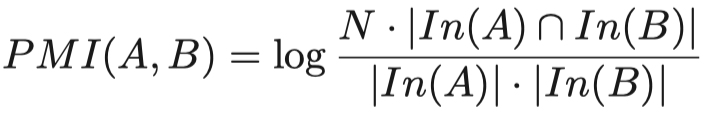 PMI(A, B) = log N · |In(A) ∩ In(B)| / |In(A)| · |In(B)|